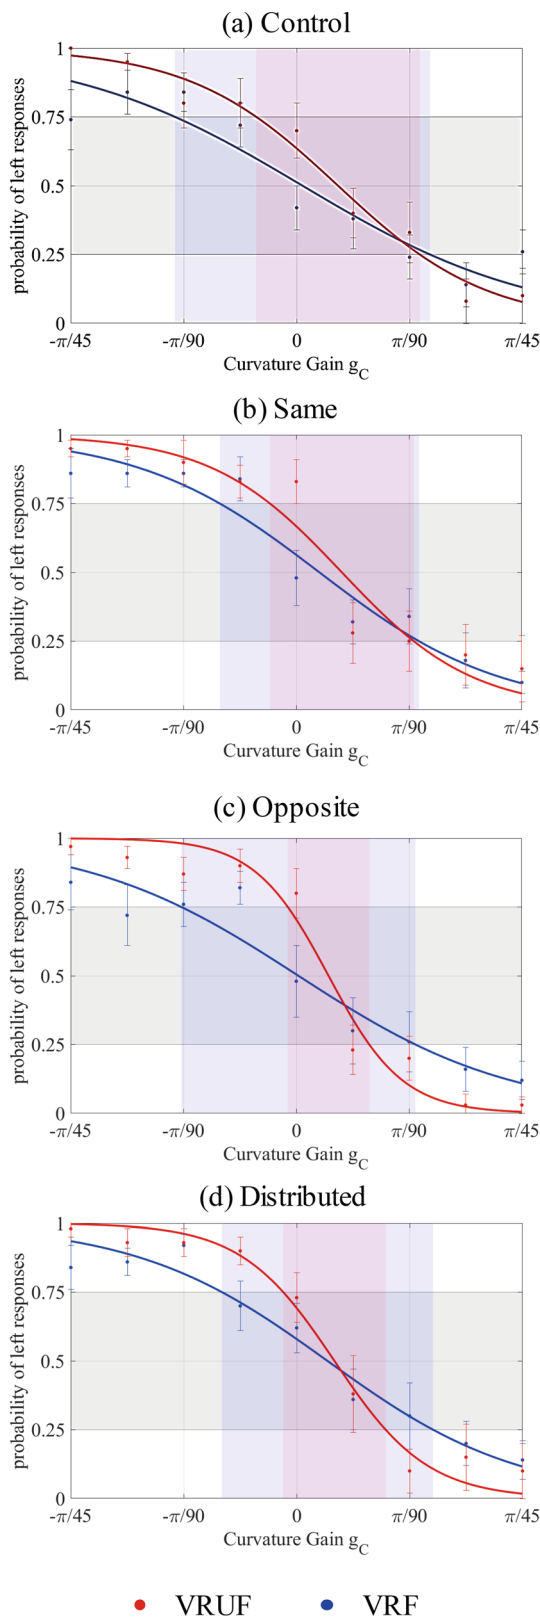 (a) Control
probability of left responses
1
0.75
0.5
0.25
0
-π/45
-π/90
0
π/90
π/45
Curvature Gain g_C
(b) Same
probability of left responses
1
0.75
0.5
0.25
0
-π/45
-π/90
0
π/90
π/45
Curvature Gain g_C
(c) Opposite
probability of left responses
1
0.75
0.5
0.25
0
-π/45
-π/90
0
π/90
π/45
Curvature Gain g_C
(d) Distributed
probability of left responses
1
0.75
0.5
0.25
0
-π/45
-π/90
0
π/90
π/45
Curvature Gain g_C
VRUF
VRF